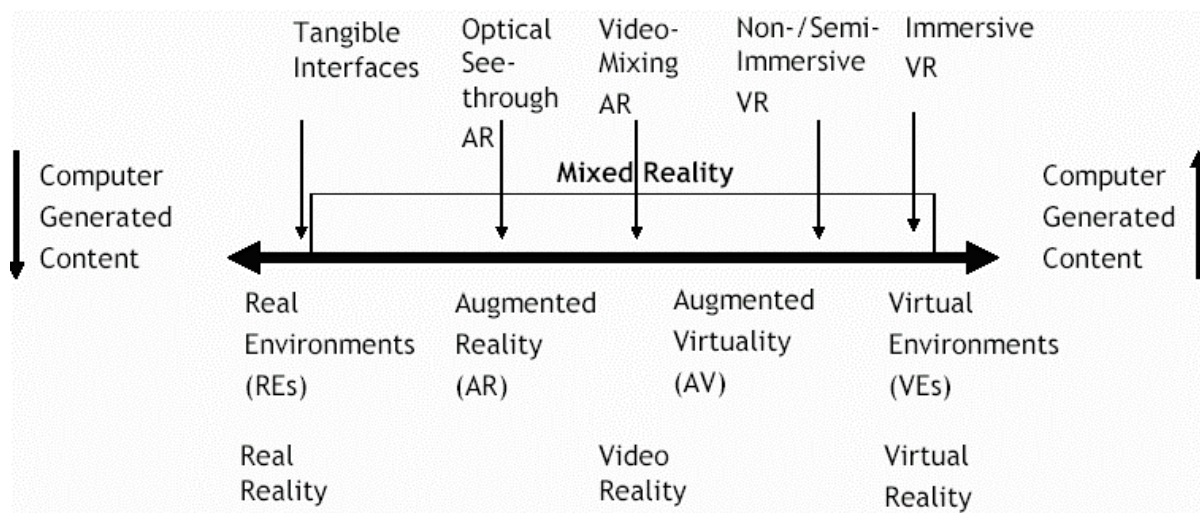 Tangible
Interfaces
Optical
See-
through
AR
Video-
Mixing
AR
Non-/Semi-
Immersive
VR
Immersive
VR
Computer
Generated
Content
Mixed Reality
Computer
Generated
Content
Real
Environments
(REs)
Augmented
Reality
(AR)
Augmented
Virtuality
(AV)
Virtual
Environments
(VEs)
Real
Reality
Video
Reality
Virtual
Reality